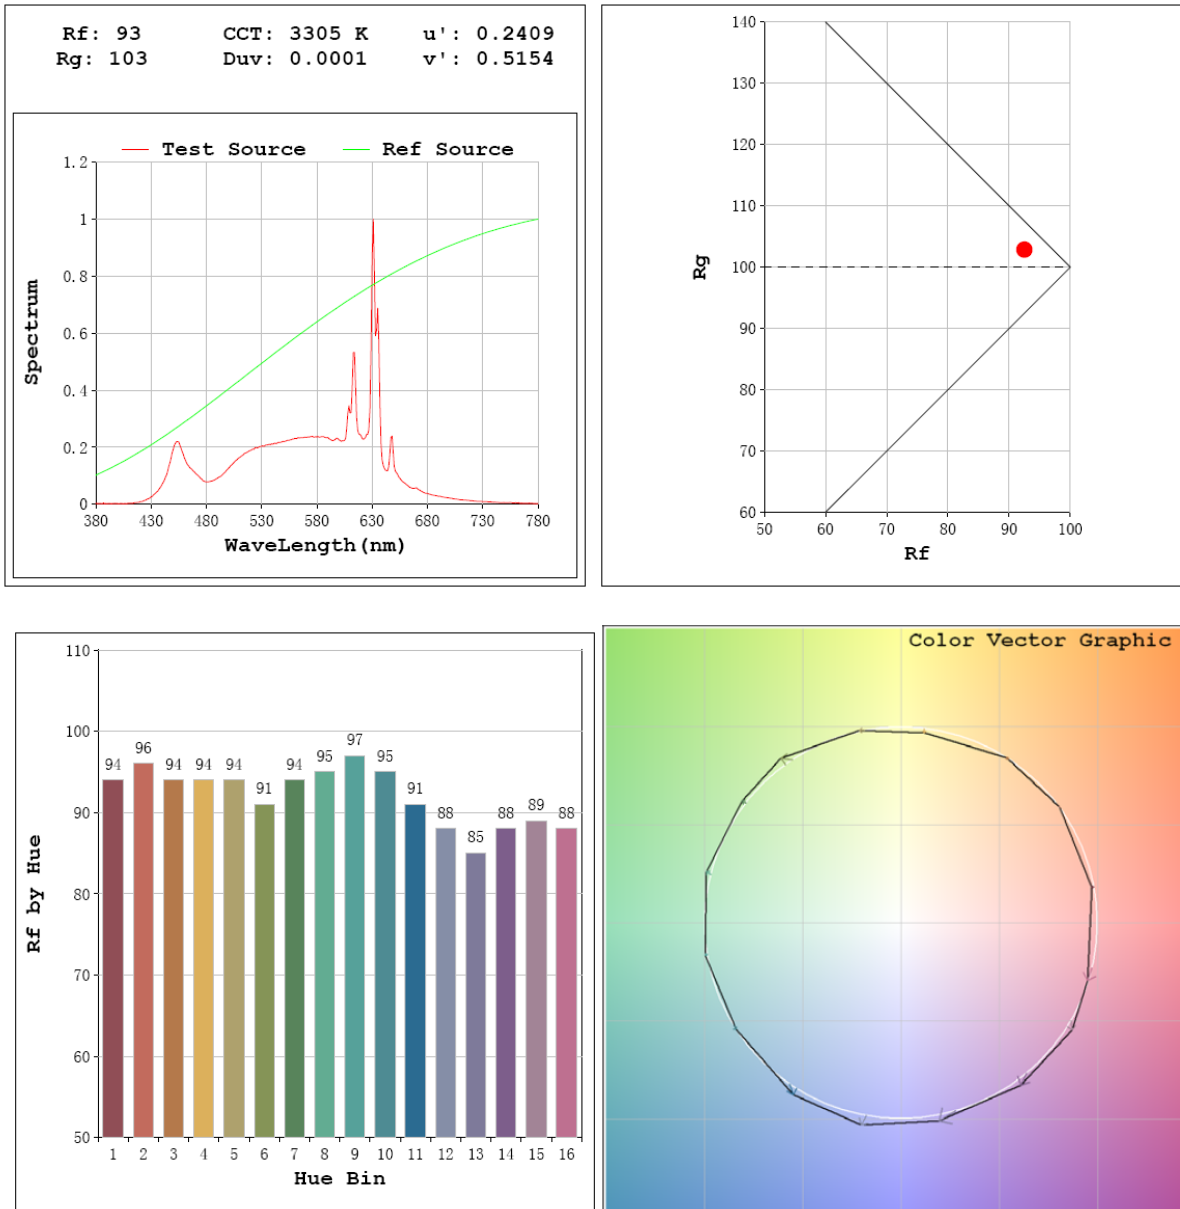 Rf: 93 CCT: 3305 K u': 0.2409
Rg: 103 Duv: 0.0001 v': 0.5154
Test Source Ref Source
1.2
1
0.8
0.6
0.4
0.2
0
Spectrum
380 430 480 530 580 630 680 730 780
WaveLength(nm)
140
130
120
110
100
90
80
70
60
Rg
50 60 70 80 90 100
Rf
110
100
90
80
70
60
50
Rf by Hue
94 96 94 94 94 91 94 95 97 95 91 88 85 88 89 88
1 2 3 4 5 6 7 8 9 10 11 12 13 14 15 16
Hue Bin
Color Vector Graphic